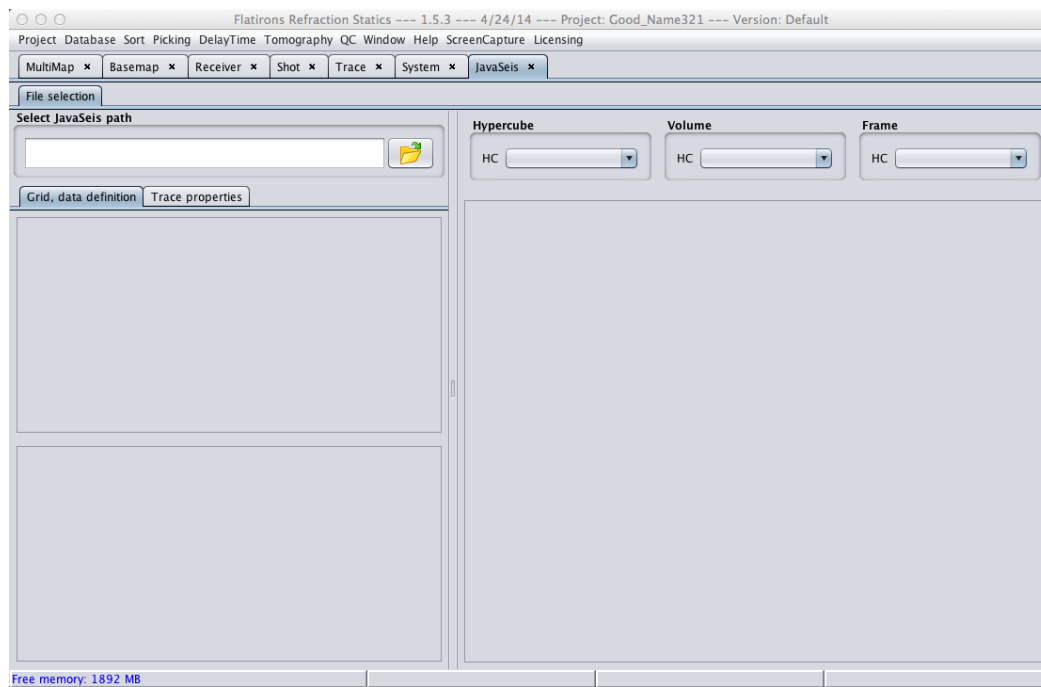 Flatirons Refraction Statics --- 1.5.3 --- 4/24/14 --- Project: Good_Name321 --- Version: Default
Project Database Sort Picking DelayTime Tomography QC Window Help ScreenCapture Licensing
MultiMap × Basemap × Receiver × Shot × Trace × System × JavaSeis ×
File selection
Select JavaSeis path
Hypercube Volume Frame
HC HC HC
Grid, data definition Trace properties
Free memory: 1892 MB